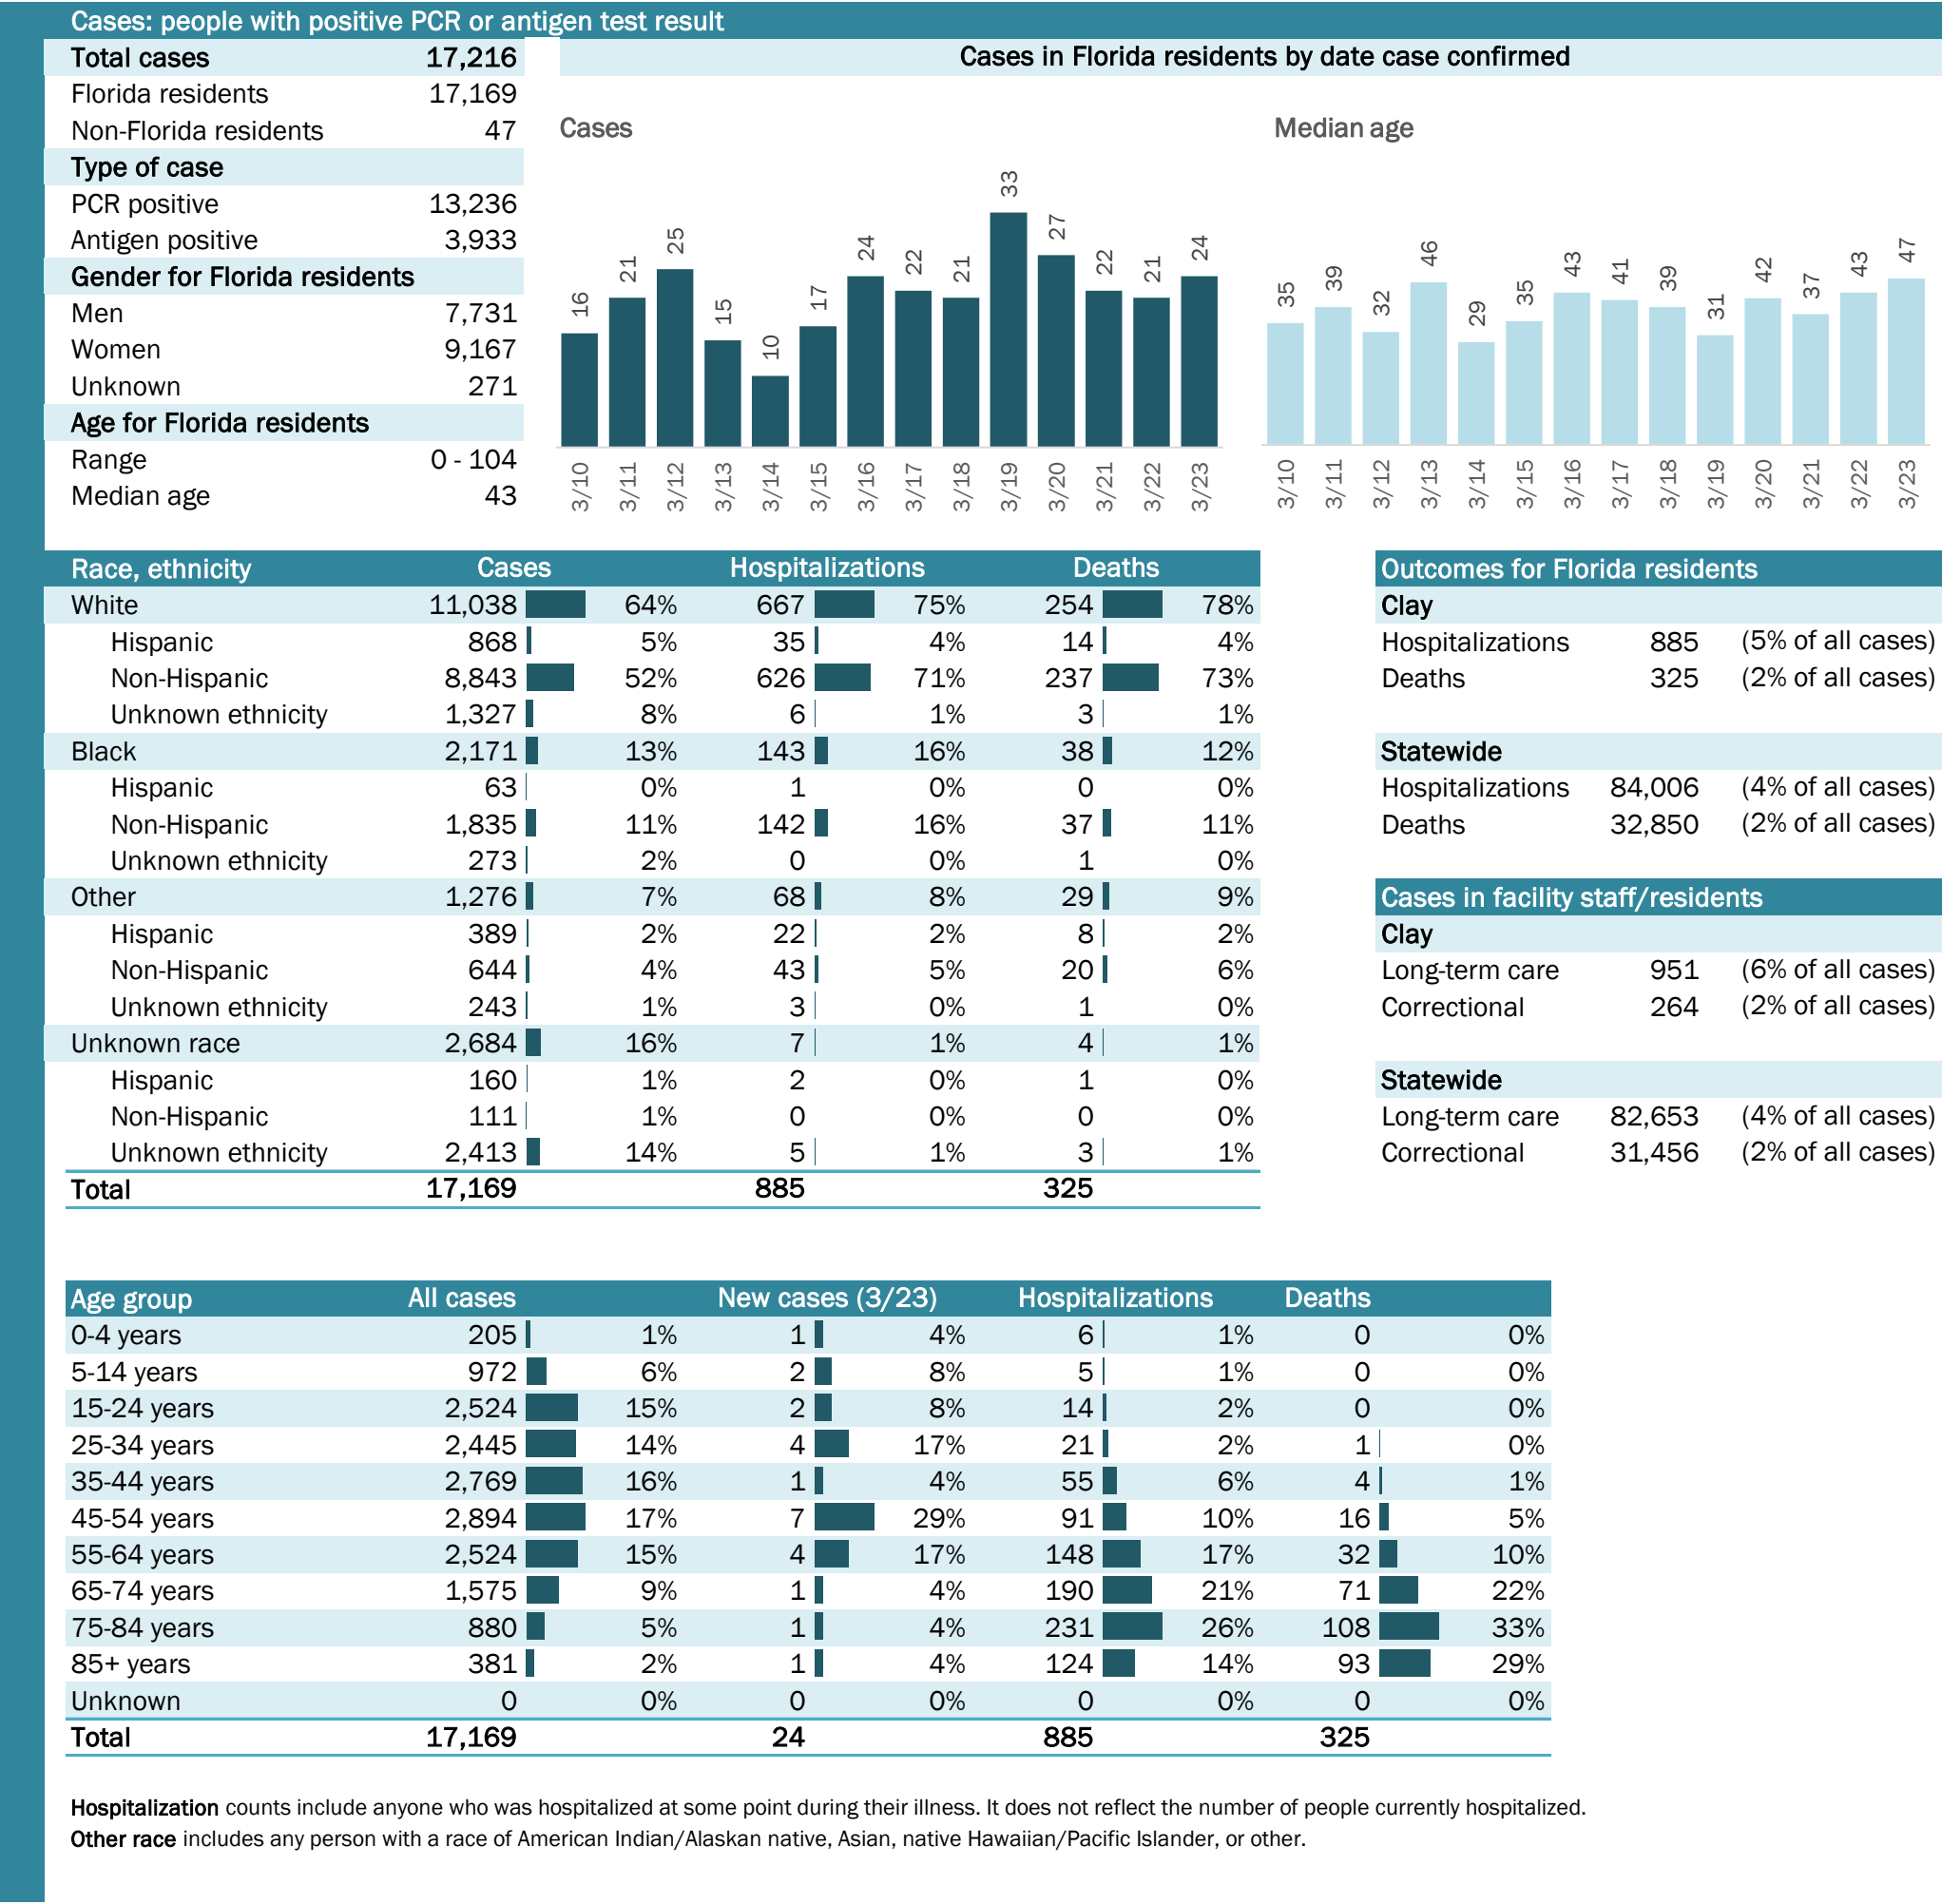 Cases: people with positive PCR or antigen test result
Total cases 17,216
Florida residents 17,169
Non-Florida residents 47
Type of case
PCR positive 13,236
Antigen positive 3,933
Gender for Florida residents
Men 7,731
Women 9,167
Unknown 271
Age for Florida residents
Range 0 - 104
Median age 43
Cases in Florida residents by date case confirmed
Cases
16 21 25 15 10 17 24 22 21 33 27 22 21 24
3/10 3/11 3/12 3/13 3/14 3/15 3/16 3/17 3/18 3/19 3/20 3/21 3/22 3/23
Median age
35 39 32 46 29 35 43 41 39 31 42 37 43 47
3/10 3/11 3/12 3/13 3/14 3/15 3/16 3/17 3/18 3/19 3/20 3/21 3/22 3/23
Race, ethnicity Cases Hospitalizations Deaths
White 11,038 64% 667 75% 254 78%
Hispanic 868 5% 35 4% 14 4%
Non-Hispanic 8,843 52% 626 71% 237 73%
Unknown ethnicity 1,327 8% 6 1% 3 1%
Black 2,171 13% 143 16% 38 12%
Hispanic 63 0% 1 0% 0 0%
Non-Hispanic 1,835 11% 142 16% 37 11%
Unknown ethnicity 273 2% 0 0% 1 0%
Other 1,276 7% 68 8% 29 9%
Hispanic 389 2% 22 2% 8 2%
Non-Hispanic 644 4% 43 5% 20 6%
Unknown ethnicity 243 1% 3 0% 1 0%
Unknown race 2,684 16% 7 1% 4 1%
Hispanic 160 1% 2 0% 1 0%
Non-Hispanic 111 1% 0 0% 0 0%
Unknown ethnicity 2,413 14% 5 1% 3 1%
Total 17,169 885 325
Outcomes for Florida residents
Clay
Hospitalizations 885 (5% of all cases)
Deaths 325 (2% of all cases)
Statewide
Hospitalizations 84,006 (4% of all cases)
Deaths 32,850 (2% of all cases)
Cases in facility staff/residents
Clay
Long-term care 951 (6% of all cases)
Correctional 264 (2% of all cases)
Statewide
Long-term care 82,653 (4% of all cases)
Correctional 31,456 (2% of all cases)
Age group All cases New cases (3/23) Hospitalizations Deaths
0-4 years 205 1% 1 4% 6 1% 0 0%
5-14 years 972 6% 2 8% 5 1% 0 0%
15-24 years 2,524 15% 2 8% 14 2% 0 0%
25-34 years 2,445 14% 4 17% 21 2% 1 0%
35-44 years 2,769 16% 1 4% 55 6% 4 1%
45-54 years 2,894 17% 7 29% 91 10% 16 5%
55-64 years 2,524 15% 4 17% 148 17% 32 10%
65-74 years 1,575 9% 1 4% 190 21% 71 22%
75-84 years 880 5% 1 4% 231 26% 108 33%
85+ years 381 2% 1 4% 124 14% 93 29%
Unknown 0 0% 0 0% 0 0% 0 0%
Total 17,169 24 885 325
Hospitalization counts include anyone who was hospitalized at some point during their illness. It does not reflect the number of people currently hospitalized.
Other race includes any person with a race of American Indian/Alaskan native, Asian, native Hawaiian/Pacific Islander, or other.